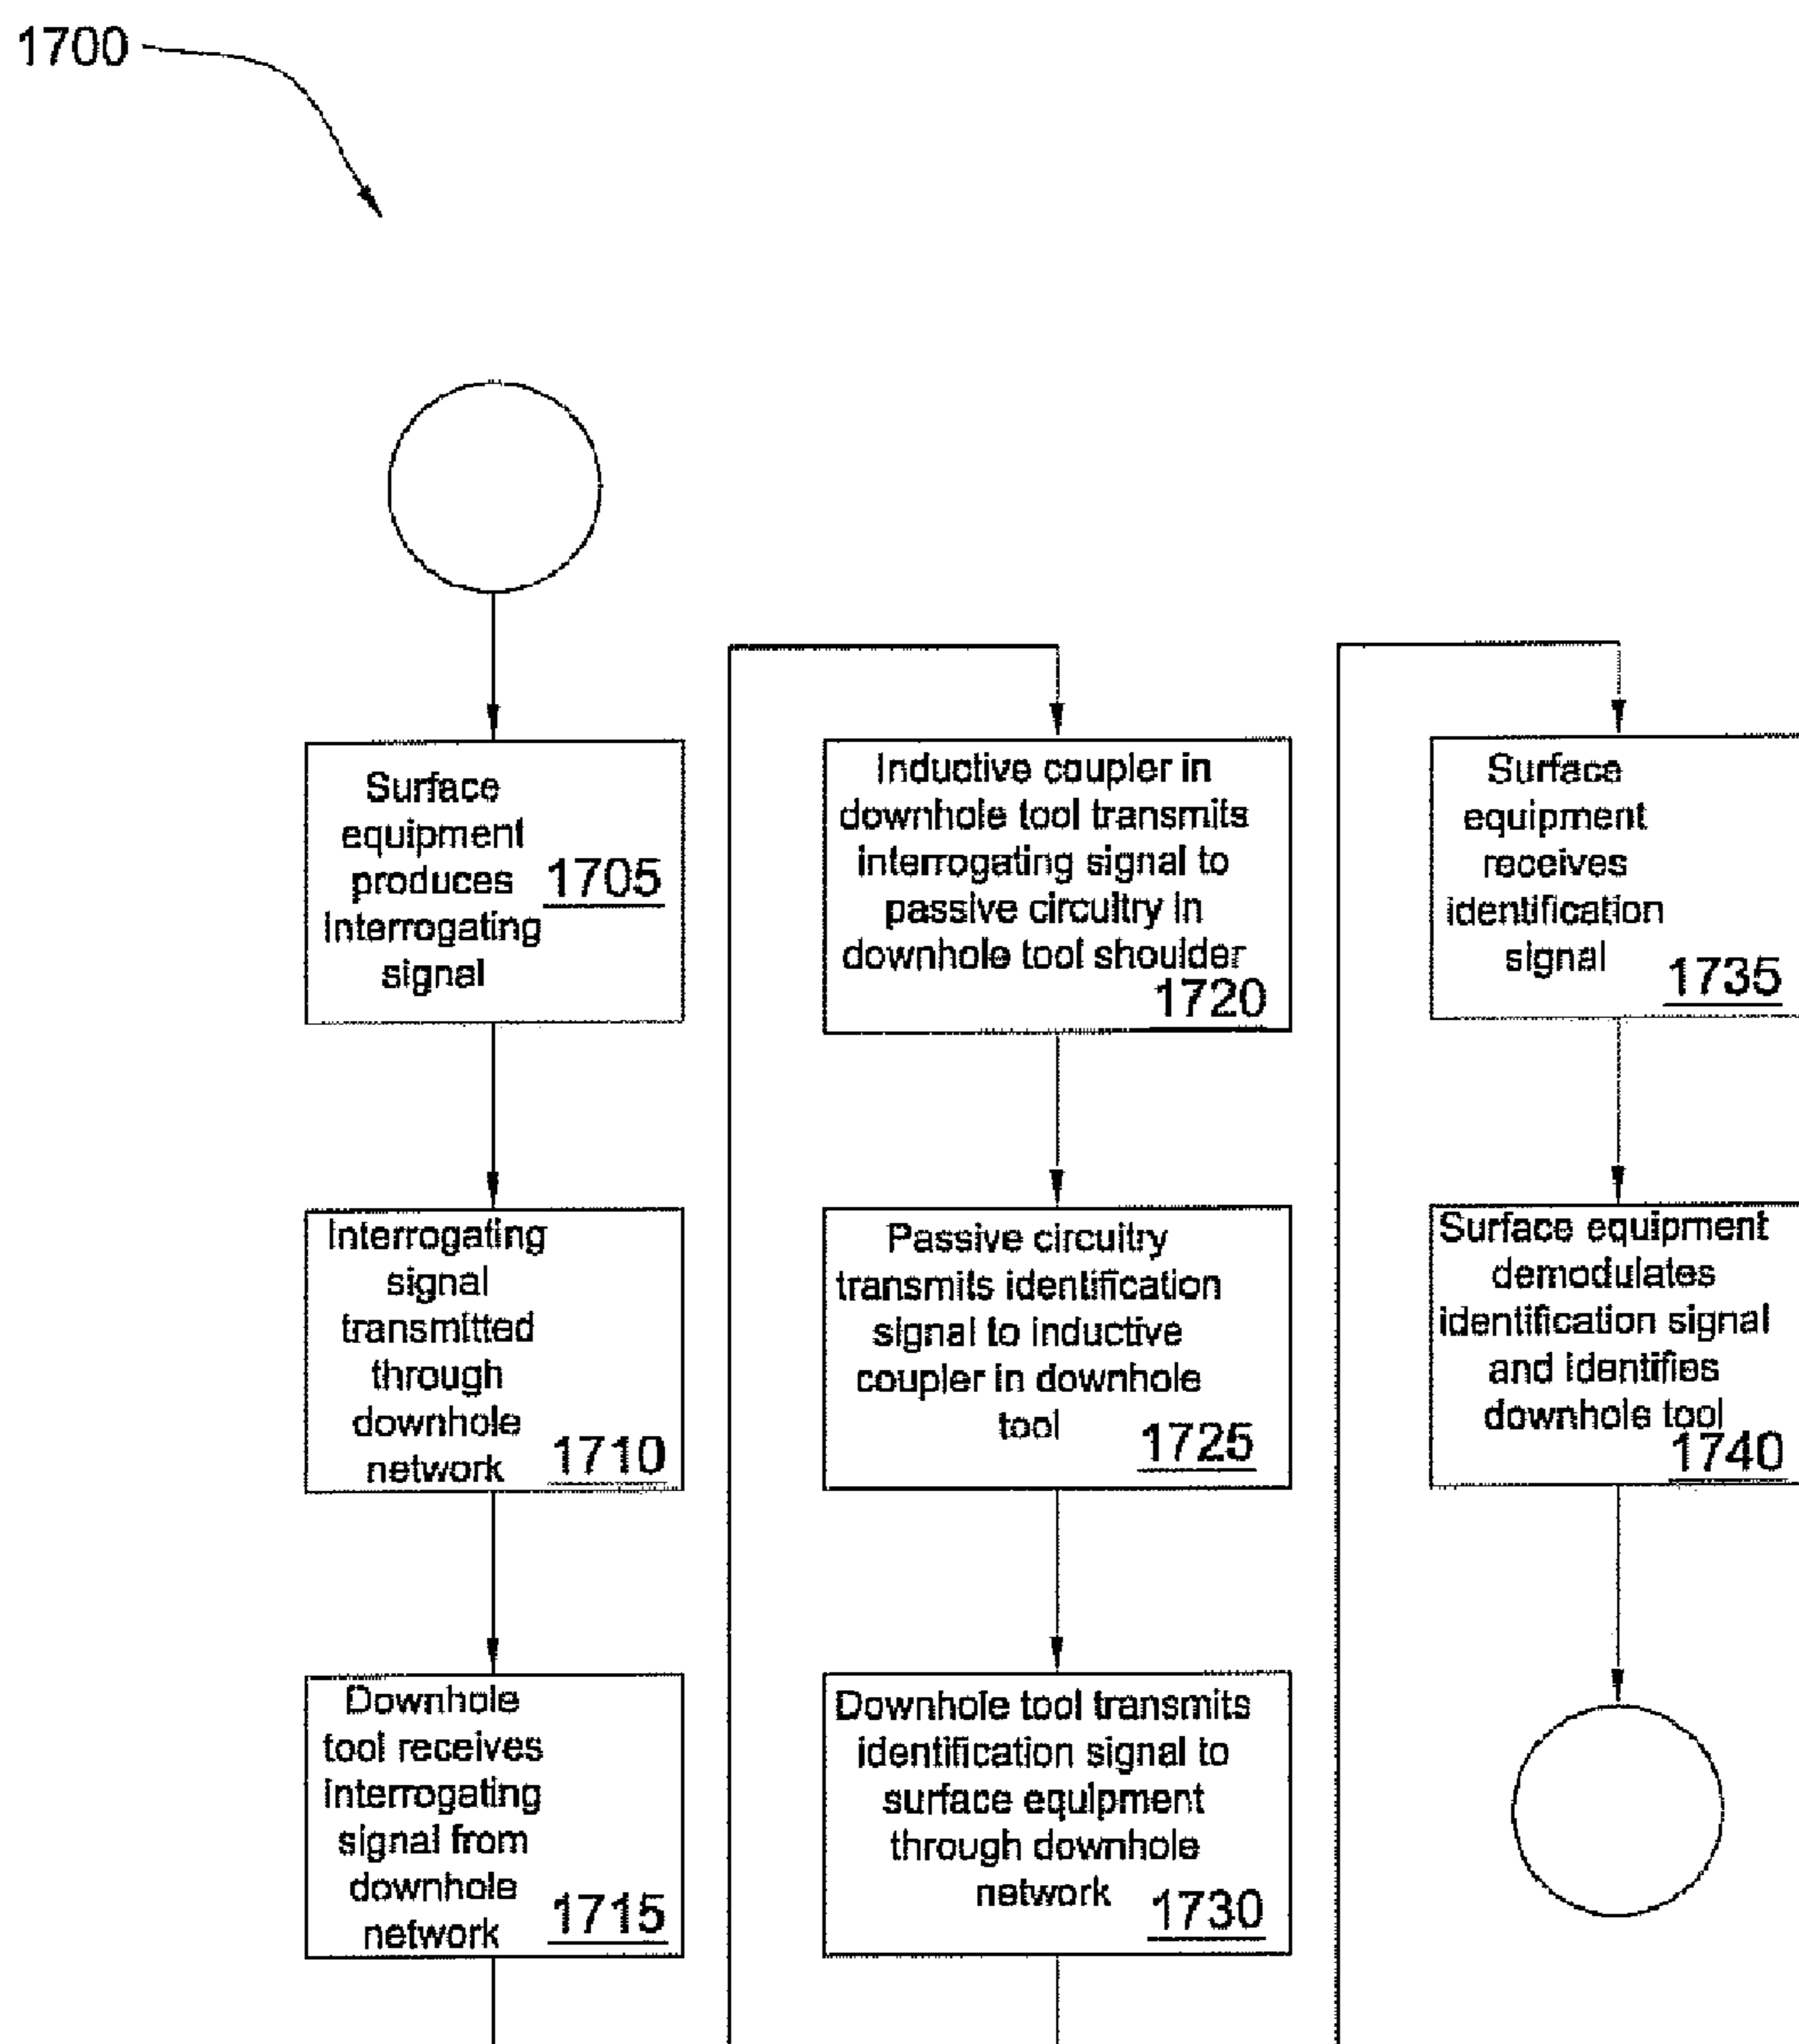 1700
Surface
equipment
produces
Interrogating
signal
1705
Interrogating
signal
transmitted
through
downhole
network
1710
Downhole
tool receives
interrogating
signal from
downhole
network
1715
Inductive coupler in
downhole tool transmits
interrogating signal to
passive circuitry in
downhole tool shoulder
1720
Passive circuitry
transmits identification
signal to inductive
coupler in downhole
tool
1725
Downhole tool transmits
identification signal to
surface equipment
through downhole
network
1730
Surface
equipment
receives
identification
signal
1735
Surface equipment
demodulates
identification signal
and identifies
downhole tool
1740